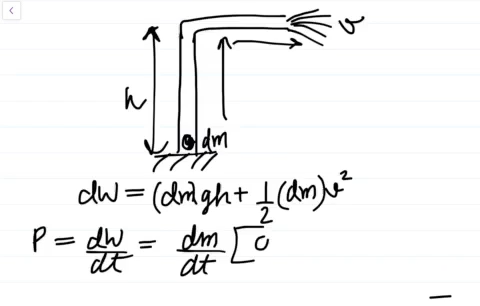 v
h
dm
dW = (dm)gh + 1/2 (dm)v²
P = dW/dt = dm/dt [